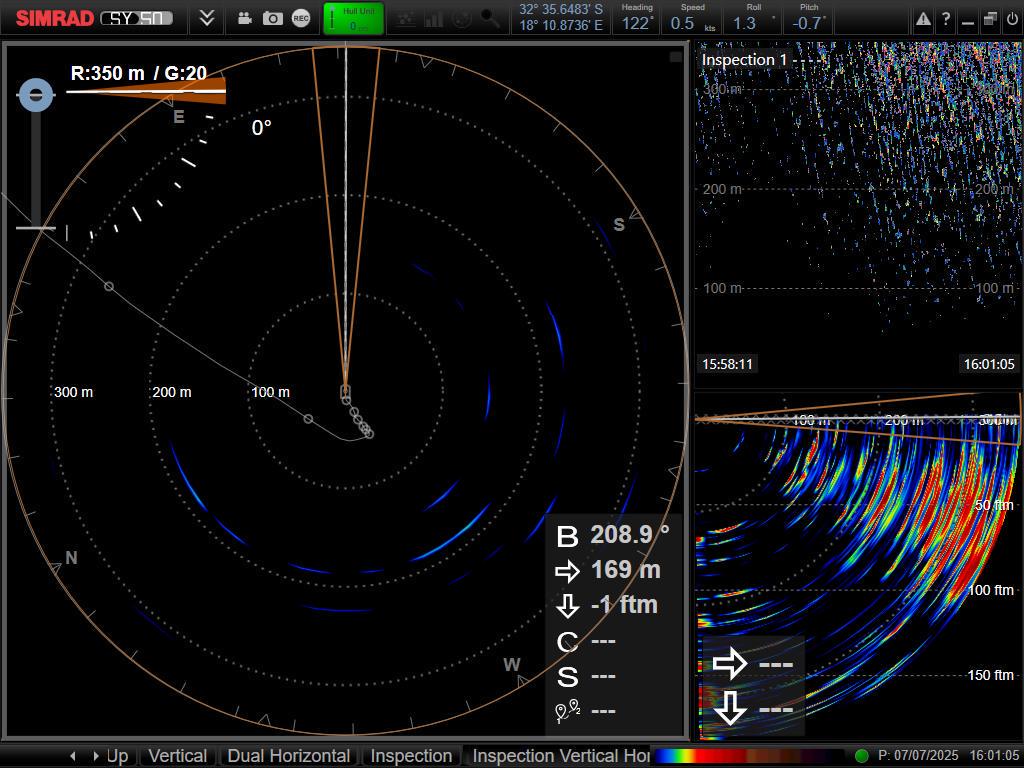 SIMRAD SY50
REC
Hull Unit
0
32° 35.6483' S
18° 10.8736' E
Heading
122°
Speed
0.5 kts
Roll
1.3 °
Pitch
-0.7°
?
R:350 m / G:20
0°
E
S
N
W
300 m
200 m
100 m
B 208.9 °
169 m
-1 ftm
C ---
S ---
---
Inspection 1
300 m
200 m 200 m
100 m 100 m
15:58:11 16:01:05
100 m 200 m 300 m
50 ftm
100 ftm
150 ftm
---
---
Up Vertical Dual Horizontal Inspection Inspection Vertical Hor
P: 07/07/2025 16:01:05